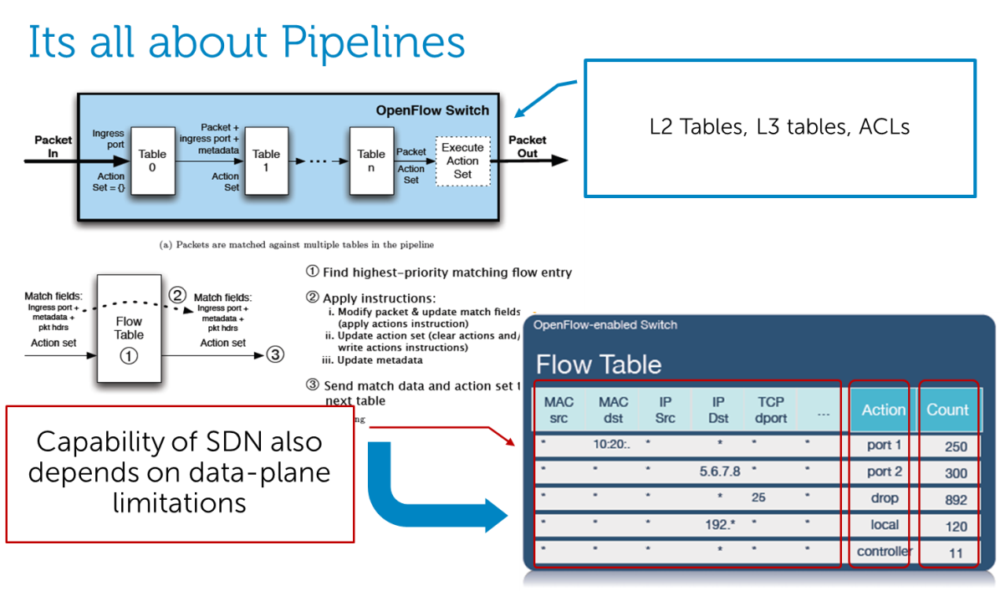 Its all about Pipelines
OpenFlow Switch
Packet
In
Ingress
port
Action
Set = {}
Table
0
Packet +
ingress port +
metadata
Action
Set
Table
1
Table
n
Packet
Action
Set
Execute
Action
Set
Packet
Out
L2 Tables, L3 tables, ACLs
(a) Packets are matched against multiple tables in the pipeline
Match fields:
Ingress port +
metadata +
pkt hdrs
Action set
Flow
Table
①
②
Match fields:
Ingress port +
metadata +
pkt hdrs
Action set
③
① Find highest-priority matching flow entry
② Apply instructions:
i. Modify packet & update match fields
(apply actions instruction)
ii. Update action set (clear actions and/
write actions instructions)
iii. Update metadata
③ Send match data and action set t
next table
ng
Capability of SDN also
depends on data-plane
limitations
OpenFlow-enabled Switch
Flow Table
MAC src MAC dst IP Src IP Dst TCP dport ... Action Count
* 10:20:. * * * * port 1 250
* * * 5.6.7.8 * * port 2 300
* * * * 25 * drop 892
* * * 192.* * * local 120
* * * * * * controller 11